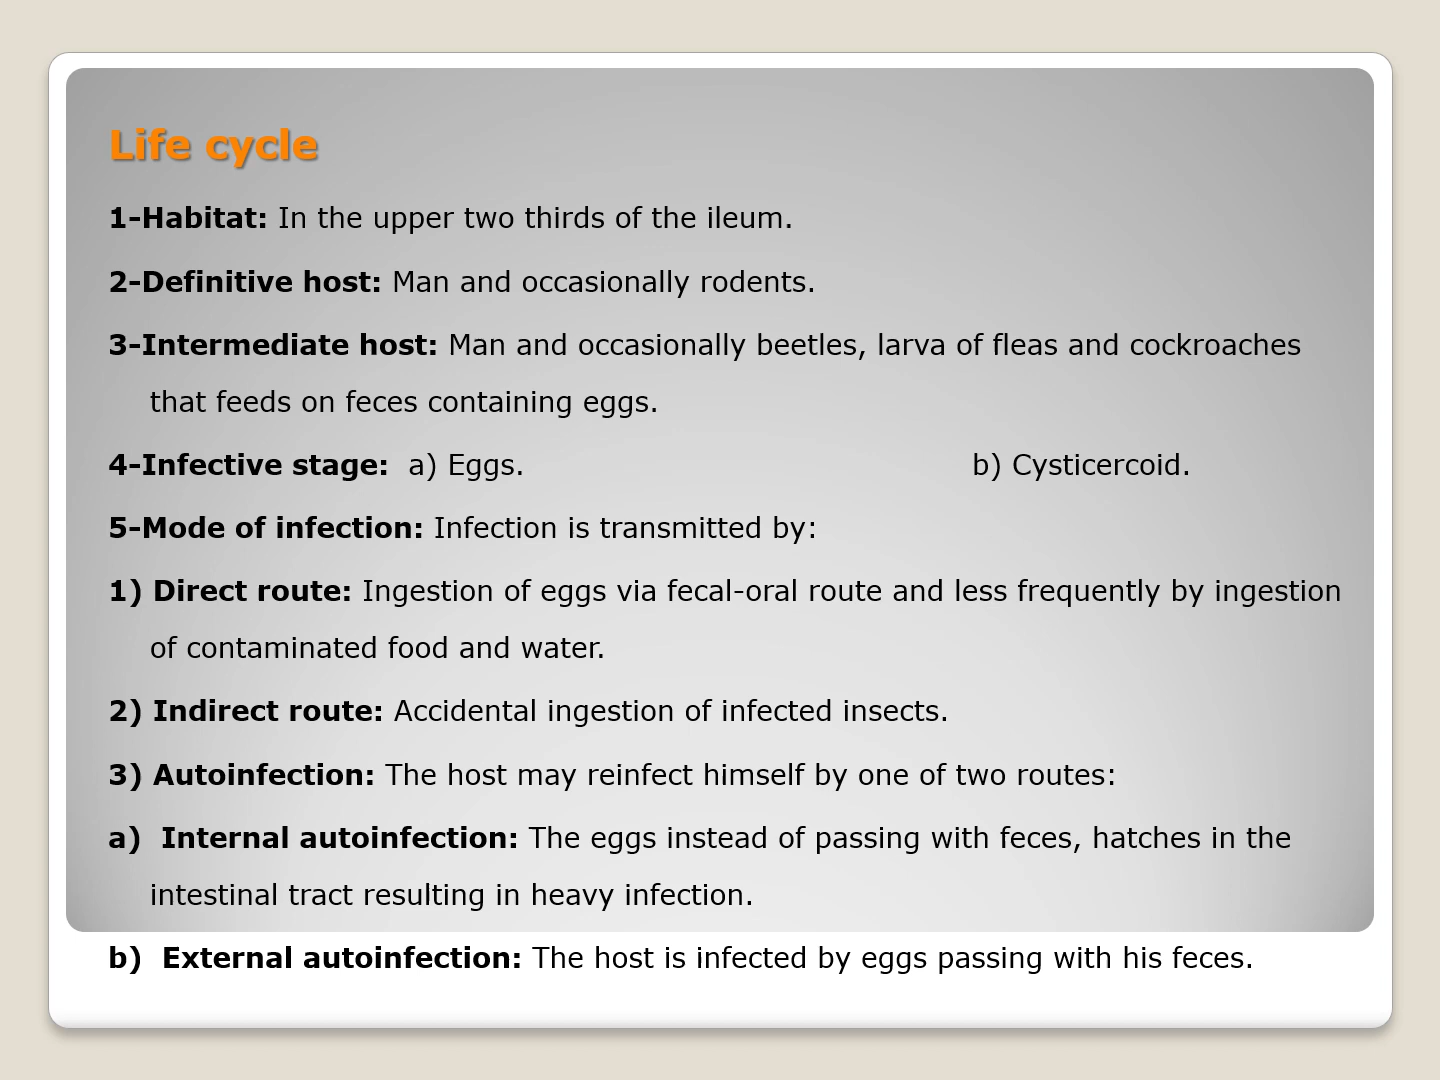 Life cycle
1-Habitat: In the upper two thirds of the ileum.
2-Definitive host: Man and occasionally rodents.
3-Intermediate host: Man and occasionally beetles, larva of fleas and cockroaches
that feeds on feces containing eggs.
4-Infective stage:  a) Eggs.    b) Cysticercoid.
5-Mode of infection: Infection is transmitted by:
1) Direct route: Ingestion of eggs via fecal-oral route and less frequently by ingestion
of contaminated food and water.
2) Indirect route: Accidental ingestion of infected insects.
3) Autoinfection: The host may reinfect himself by one of two routes:
a)  Internal autoinfection: The eggs instead of passing with feces, hatches in the
intestinal tract resulting in heavy infection.
b)  External autoinfection: The host is infected by eggs passing with his feces.